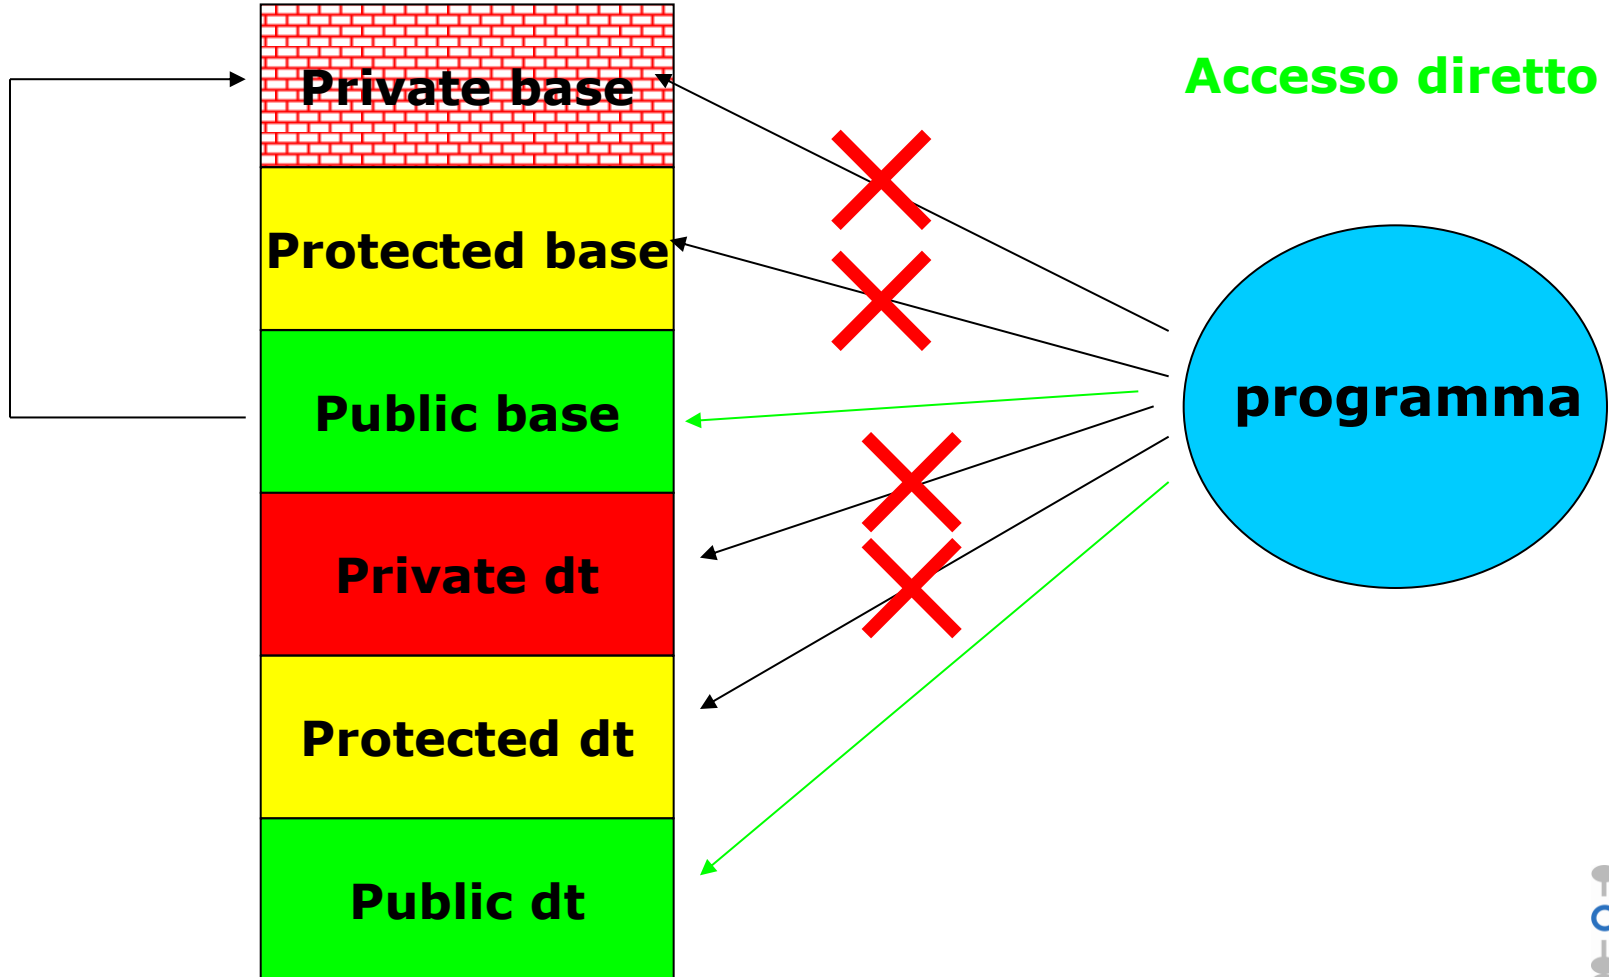 Accesso diretto
Private base
Protected base
Public base
programma
Private dt
Protected dt
Public dt